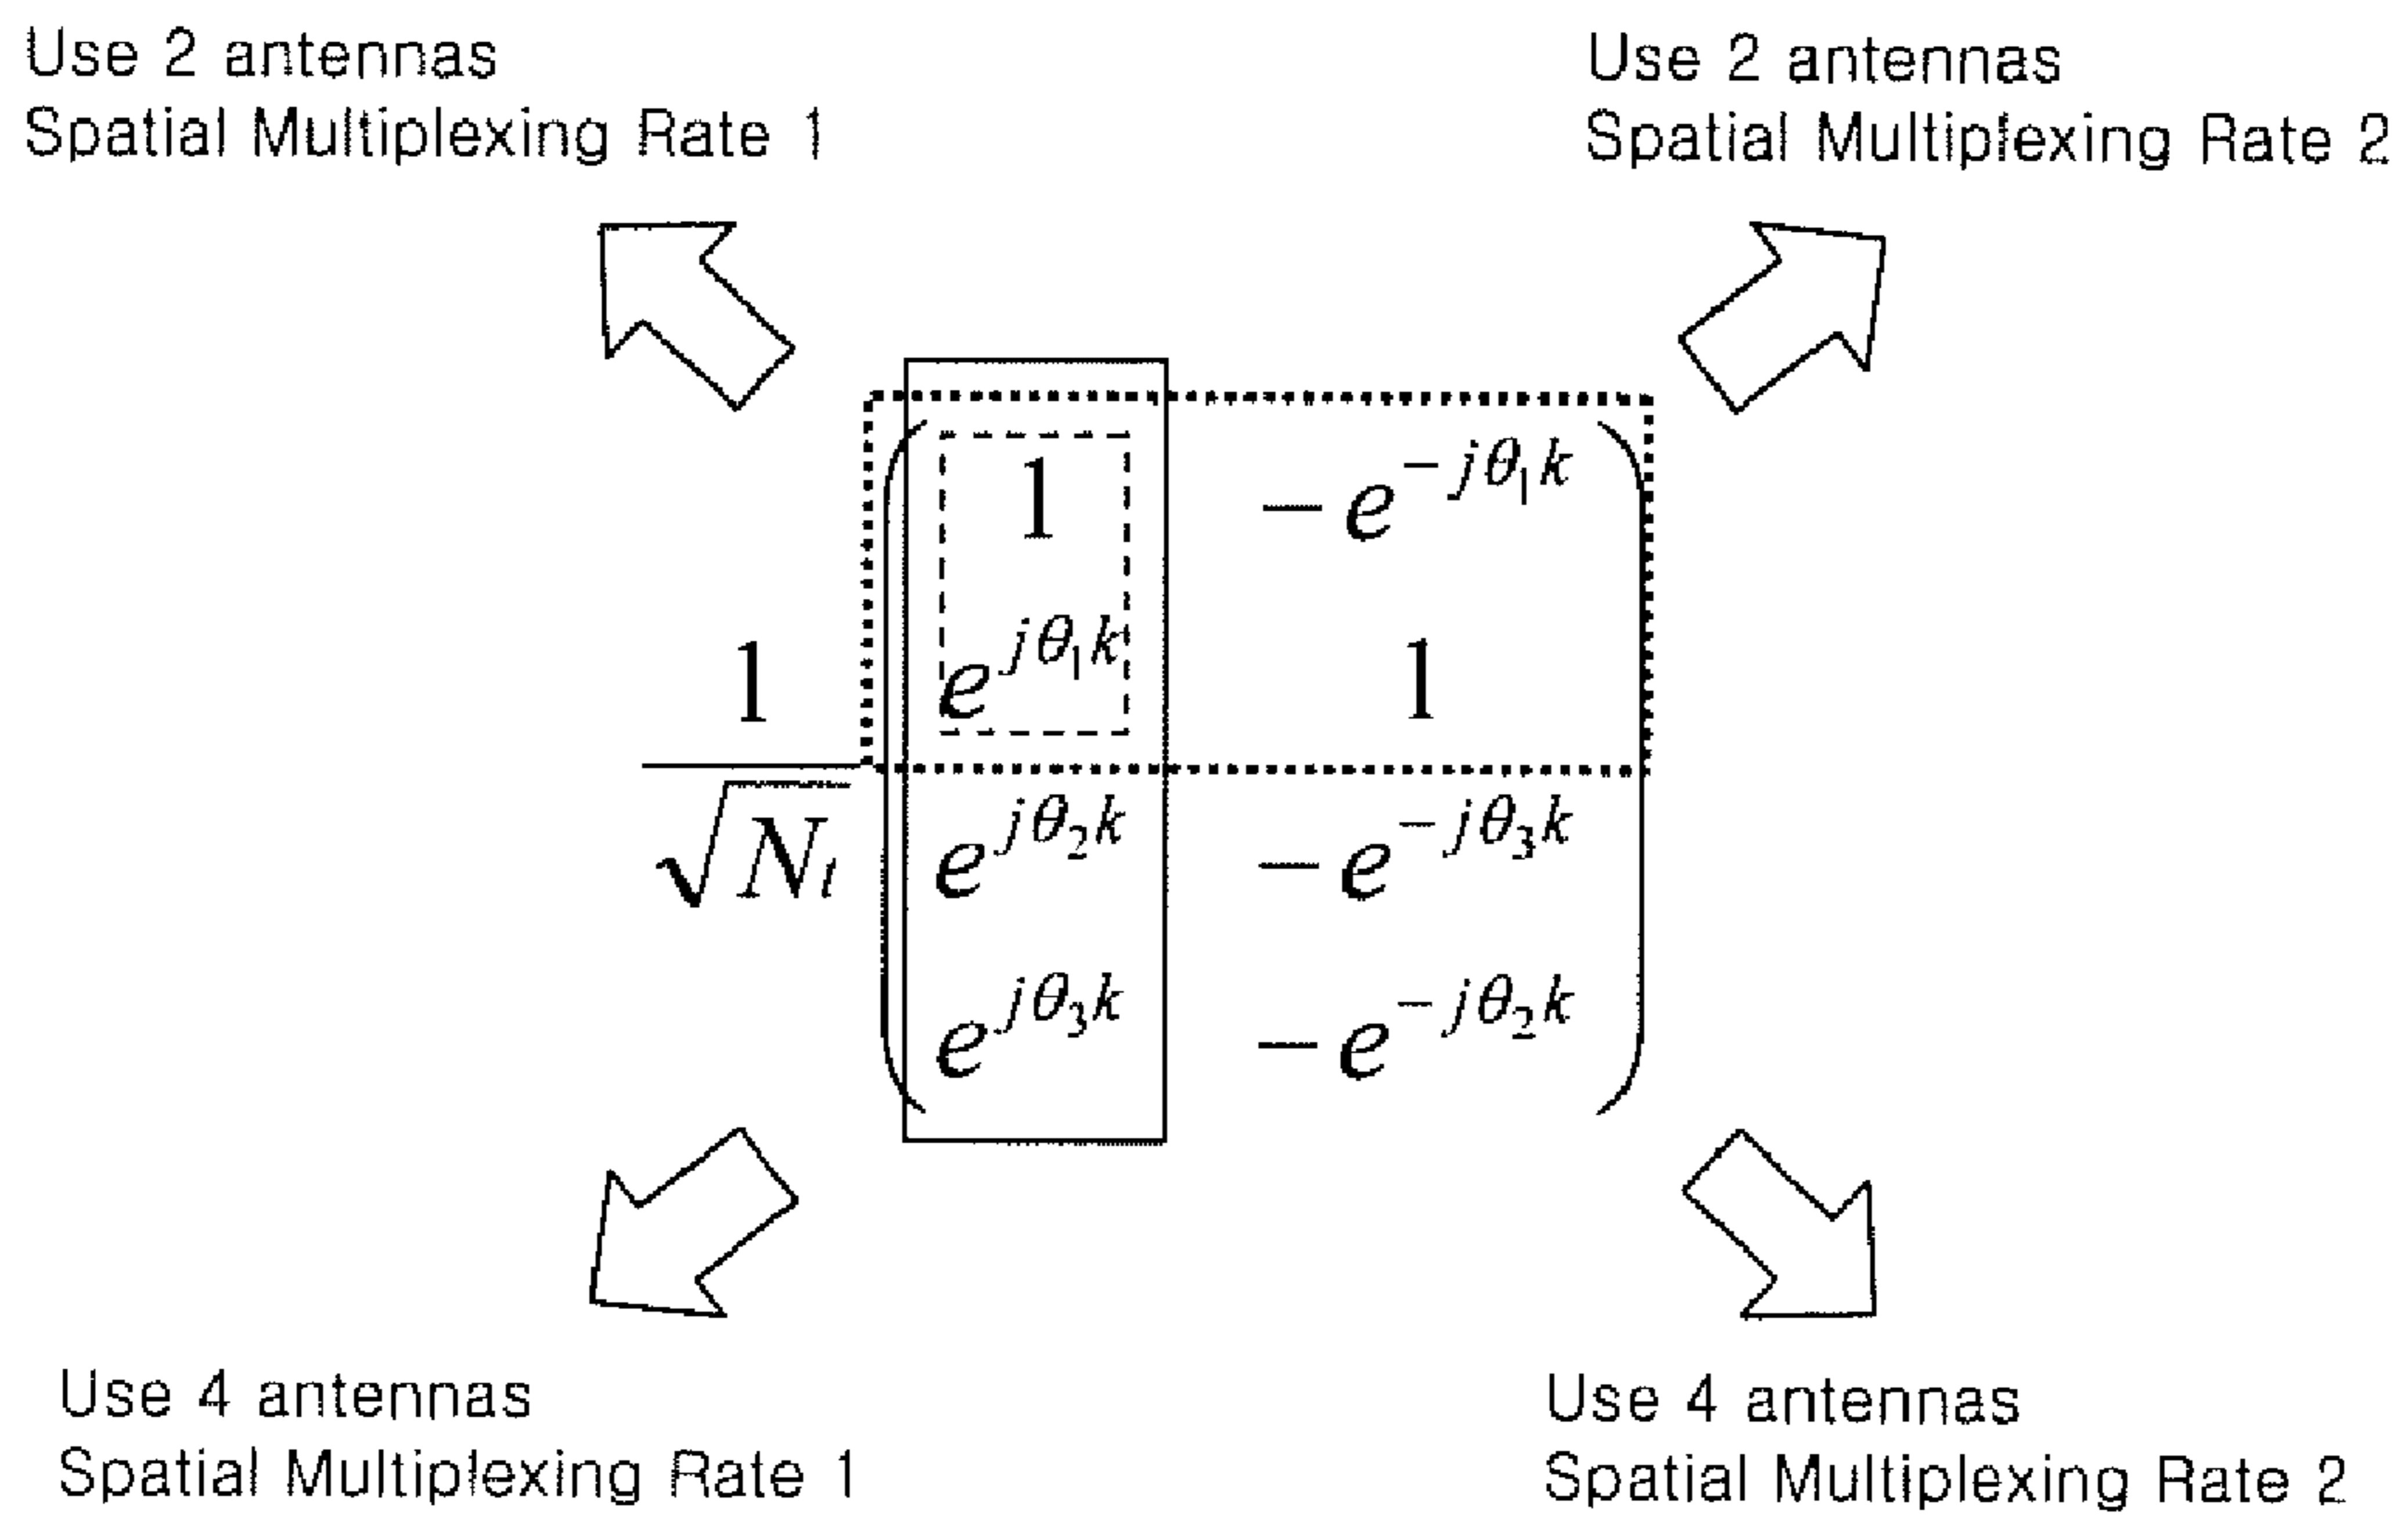 Use 2 antennas
Spatial Multiplexing Rate 1
Use 2 antennas
Spatial Multiplexing Rate 2
1 −e^{−jθ₁k}
e^{jθ₁k} 1
1/√N_t
e^{jθ₂k} −e^{−jθ₃k}
e^{jθ₃k} −e^{−jθ₂k}
Use 4 antennas
Spatial Multiplexing Rate 1
Use 4 antennas
Spatial Multiplexing Rate 2